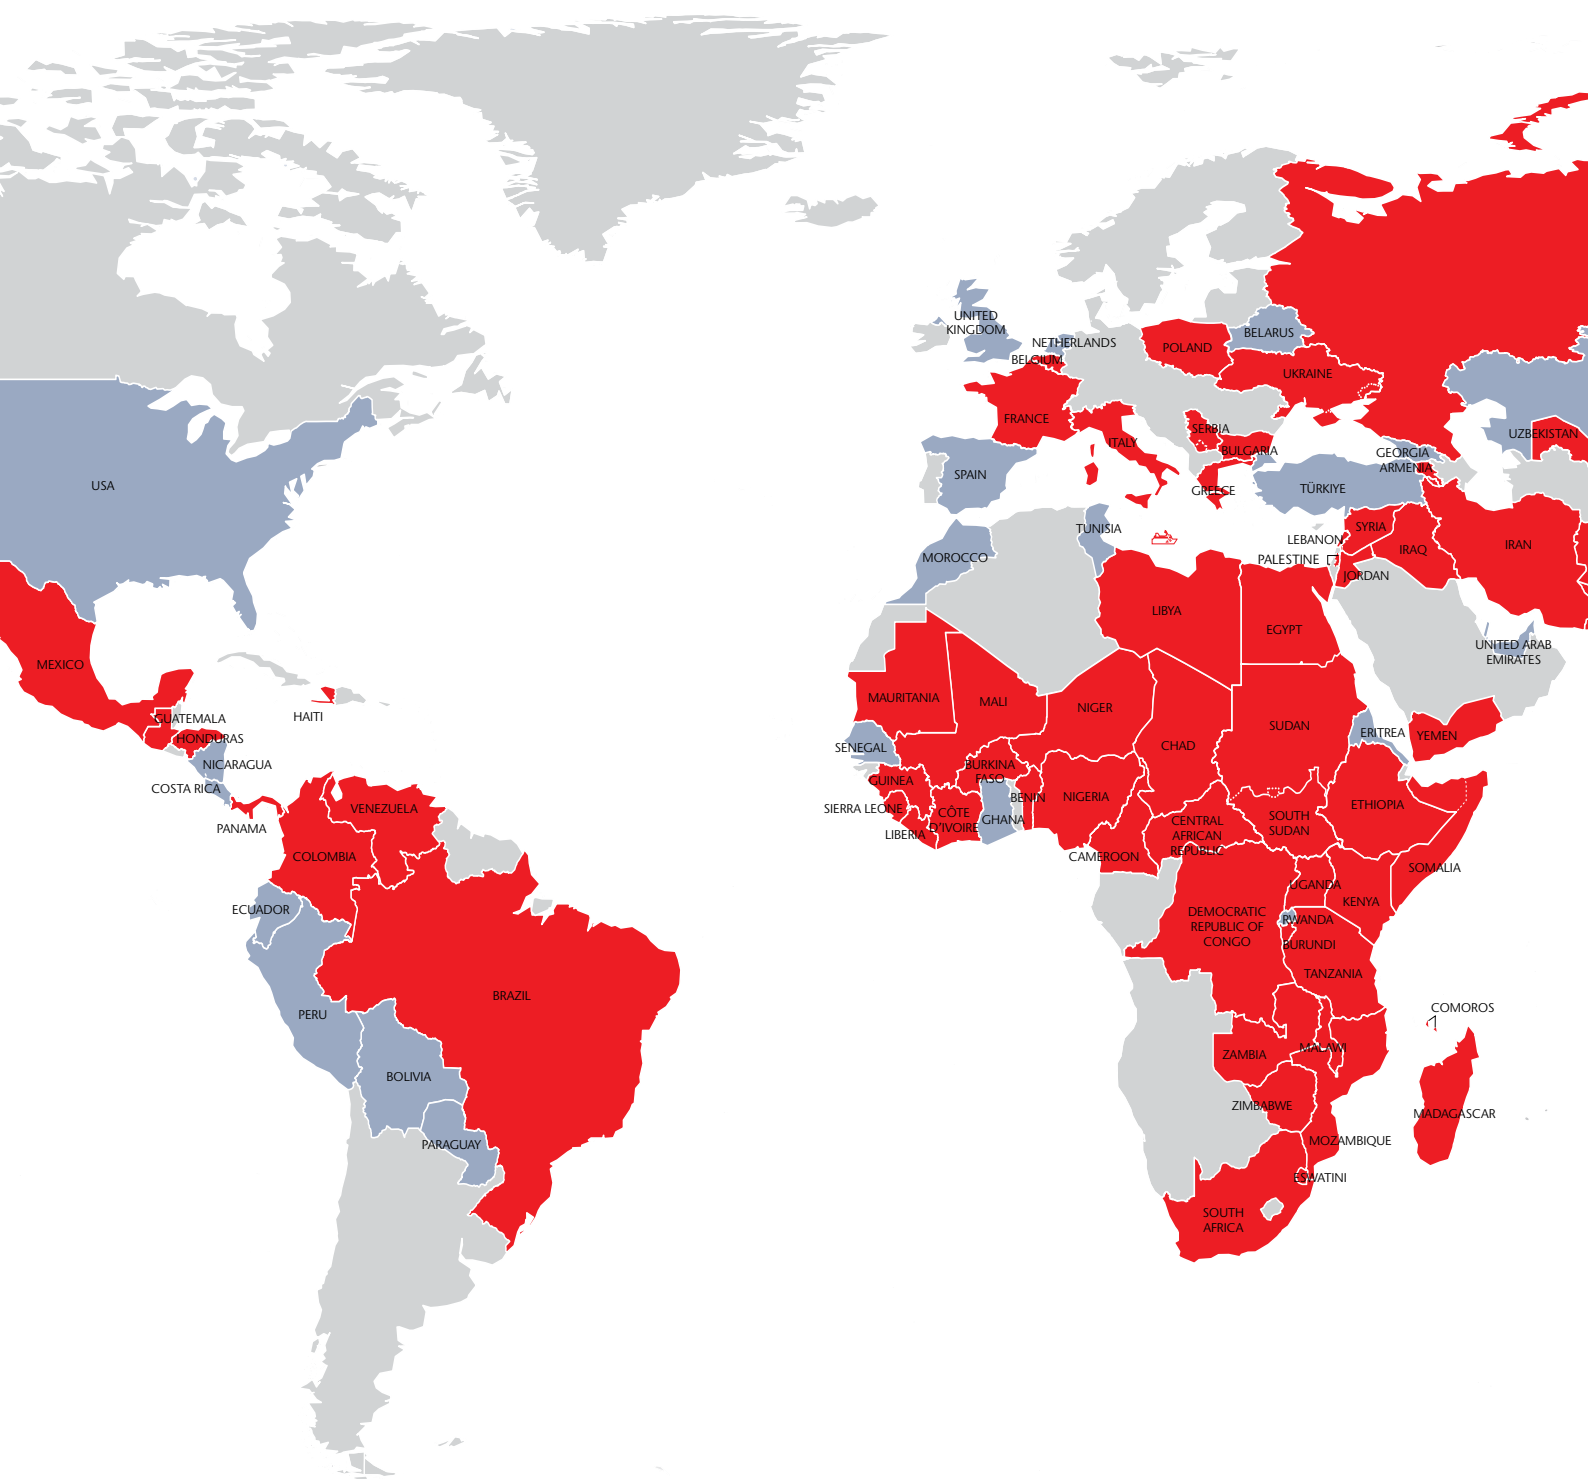 UNITED
KINGDOM
NETHERLANDS
BELGIUM
POLAND
BELARUS
UKRAINE
FRANCE
ITALY
SERBIA
BULGARIA
GREECE
SPAIN
GEORGIA
ARMENIA
UZBEKISTAN
TÜRKIYE
USA
TUNISIA
MOROCCO
LEBANON
SYRIA
PALESTINE
IRAQ
IRAN
JORDAN
LIBYA
EGYPT
UNITED ARAB
EMIRATES
MEXICO
GUATEMALA
HAITI
HONDURAS
NICARAGUA
COSTA RICA
PANAMA
VENEZUELA
COLOMBIA
ECUADOR
PERU
BRAZIL
BOLIVIA
PARAGUAY
MAURITANIA
MALI
NIGER
CHAD
SUDAN
ERITREA
YEMEN
SENEGAL
GUINEA
BURKINA
FASO
SIERRA LEONE
LIBERIA
CÔTE
D'IVOIRE
GHANA
BENIN
NIGERIA
CAMEROON
CENTRAL
AFRICAN
REPUBLIC
SOUTH
SUDAN
ETHIOPIA
SOMALIA
UGANDA
KENYA
DEMOCRATIC
REPUBLIC OF
CONGO
RWANDA
BURUNDI
TANZANIA
COMOROS
ZAMBIA
MALAWI
ZIMBABWE
MOZAMBIQUE
MADAGASCAR
ESWATINI
SOUTH
AFRICA